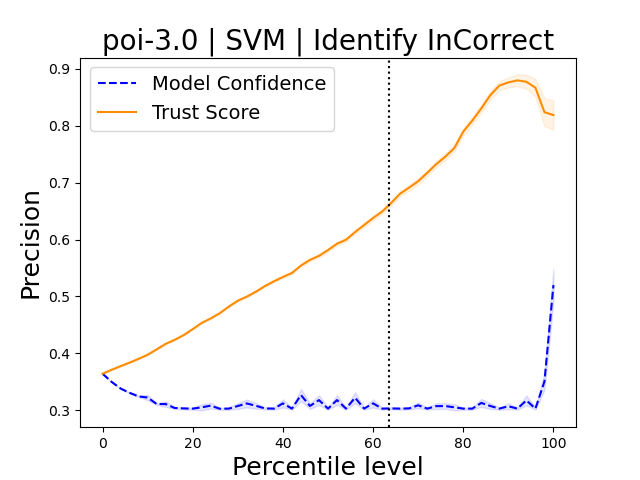 poi-3.0 | SVM | Identify InCorrect
Model Confidence
Trust Score
Precision
0.9
0.8
0.7
0.6
0.5
0.4
0.3
0 20 40 60 80 100
Percentile level